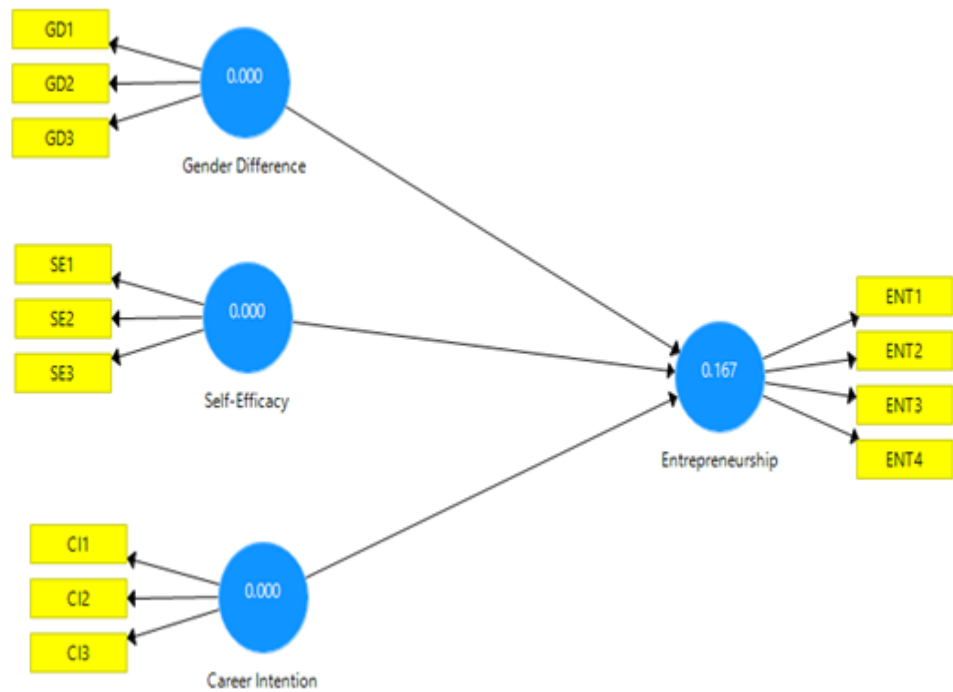 GD1
GD2
GD3
0.000
Gender Difference
SE1
SE2
SE3
0.000
Self-Efficacy
CI1
CI2
CI3
0.000
Career Intention
0.167
Entrepreneurship
ENT1
ENT2
ENT3
ENT4